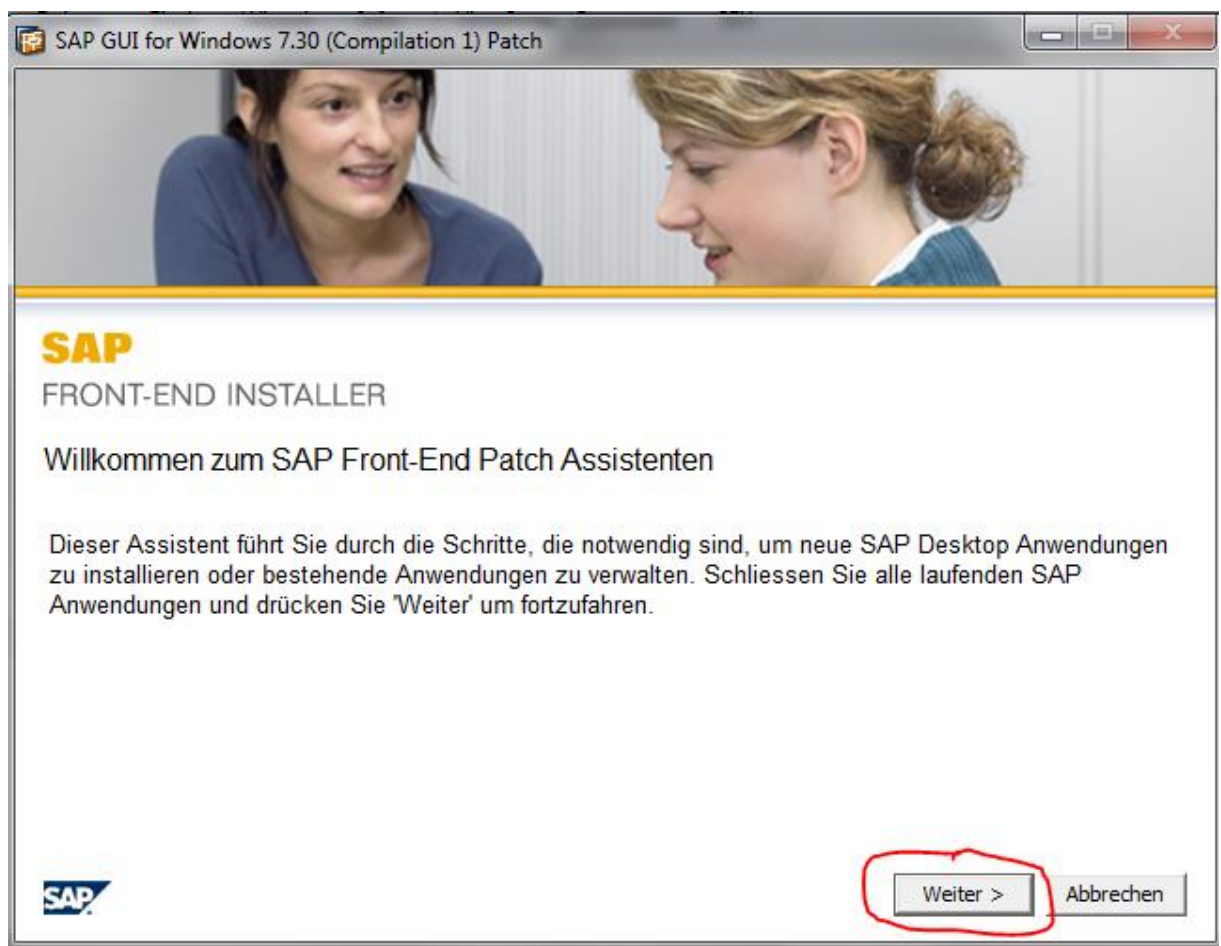 SAP GUI for Windows 7.30 (Compilation 1) Patch
SAP
FRONT-END INSTALLER
Willkommen zum SAP Front-End Patch Assistenten
Dieser Assistent führt Sie durch die Schritte, die notwendig sind, um neue SAP Desktop Anwendungen
zu installieren oder bestehende Anwendungen zu verwalten. Schliessen Sie alle laufenden SAP
Anwendungen und drücken Sie 'Weiter' um fortzufahren.
SAP
Weiter >
Abbrechen